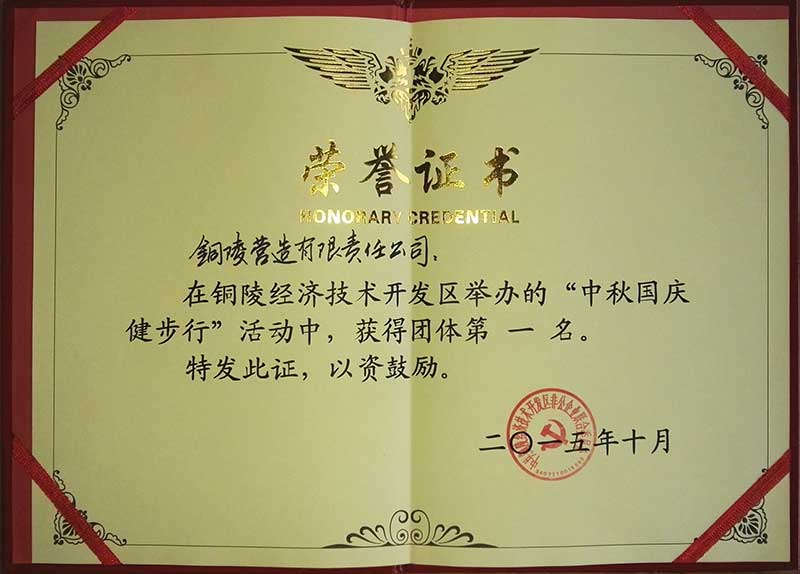 荣誉证书
HONORARY CREDENTIAL
铜陵营造有限责任公司：
在铜陵经济技术开发区举办的“中秋国庆
健步行”活动中，获得团体第 一 名。
特发此证，以资鼓励。
二〇一五年十月